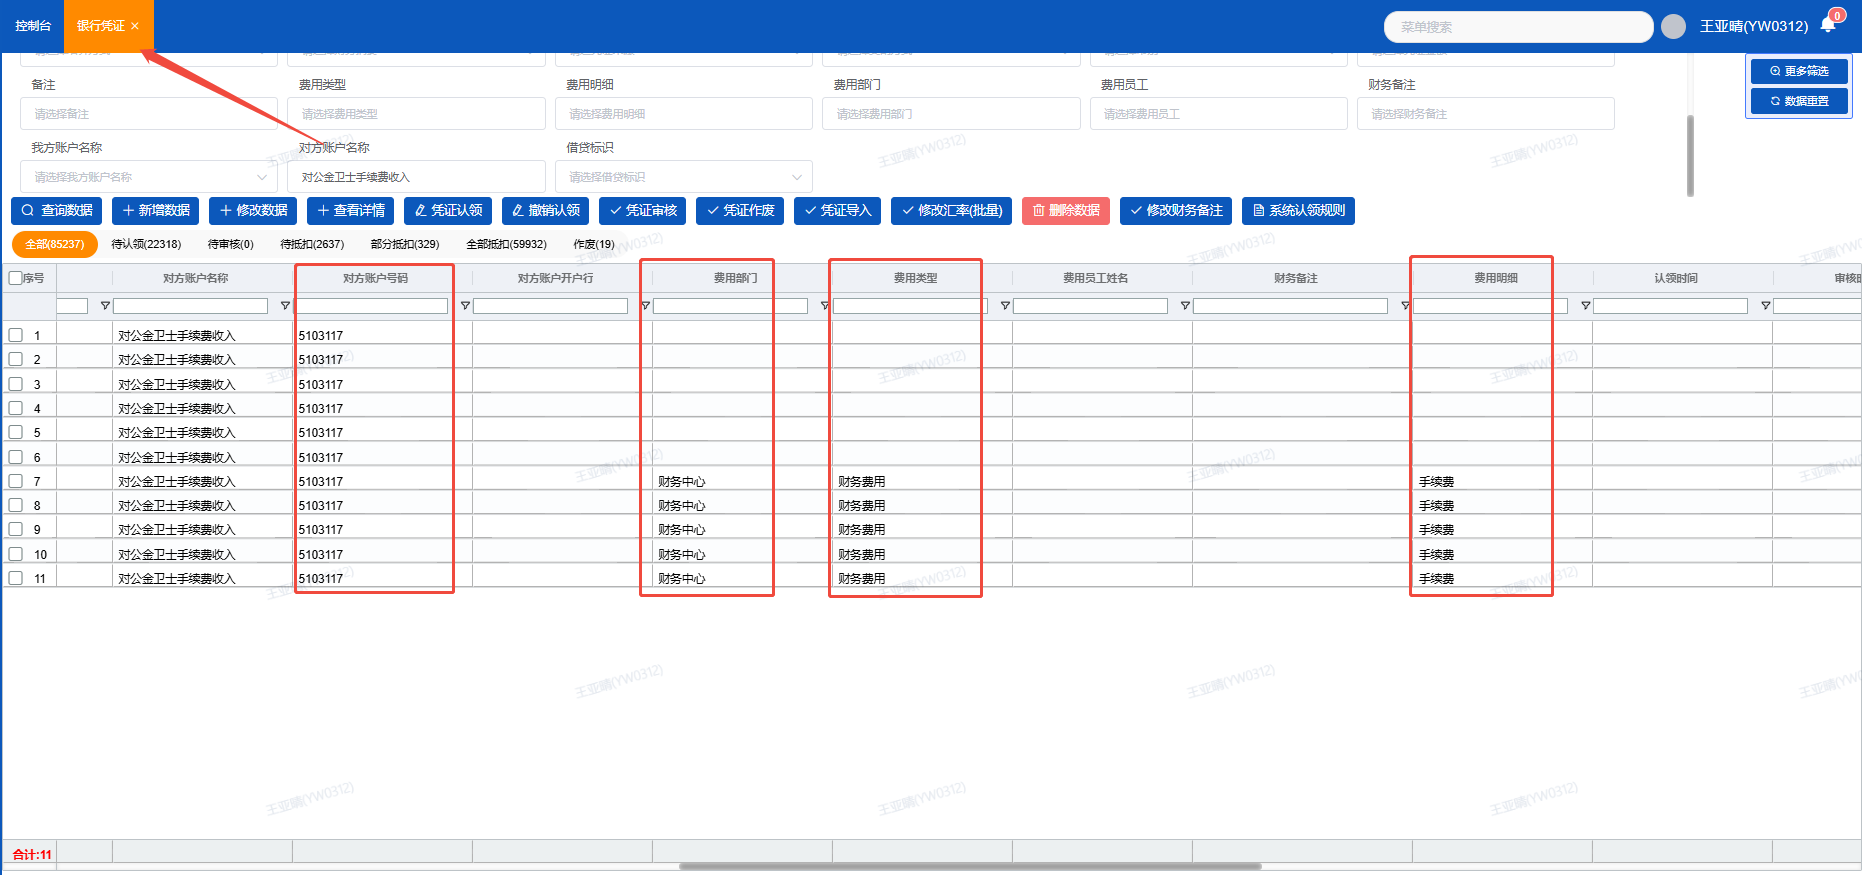 控制台 银行凭证 × 菜单搜索 王亚晴(YW0312) 0
更多筛选
数据重置
备注 费用类型 费用明细 费用部门 费用员工 财务备注
请选择备注 请选择费用类型 请选择费用明细 请选择费用部门 请选择费用员工 请选择财务备注
我方账户名称 对方账户名称 借贷标识
请选择我方账户名称 对公金卫士手续费收入 请选择借贷标识
查询数据 新增数据 修改数据 查看详情 凭证认领 撤销认领 凭证审核 凭证作废 凭证导入 修改汇率(批量) 删除数据 修改财务备注 系统认领规则
全部(85237) 待认领(22318) 待审核(0) 待抵扣(2637) 部分抵扣(329) 全部抵扣(59932) 作废(19)
序号 对方账户名称 对方账户号码 对方账户开户行 费用部门 费用类型 费用员工姓名 财务备注 费用明细 认领时间 审核
1 对公金卫士手续费收入 5103117
2 对公金卫士手续费收入 5103117
3 对公金卫士手续费收入 5103117
4 对公金卫士手续费收入 5103117
5 对公金卫士手续费收入 5103117
6 对公金卫士手续费收入 5103117
7 对公金卫士手续费收入 5103117 财务中心 财务费用 手续费
8 对公金卫士手续费收入 5103117 财务中心 财务费用 手续费
9 对公金卫士手续费收入 5103117 财务中心 财务费用 手续费
10 对公金卫士手续费收入 5103117 财务中心 财务费用 手续费
11 对公金卫士手续费收入 5103117 财务中心 财务费用 手续费
合计:11